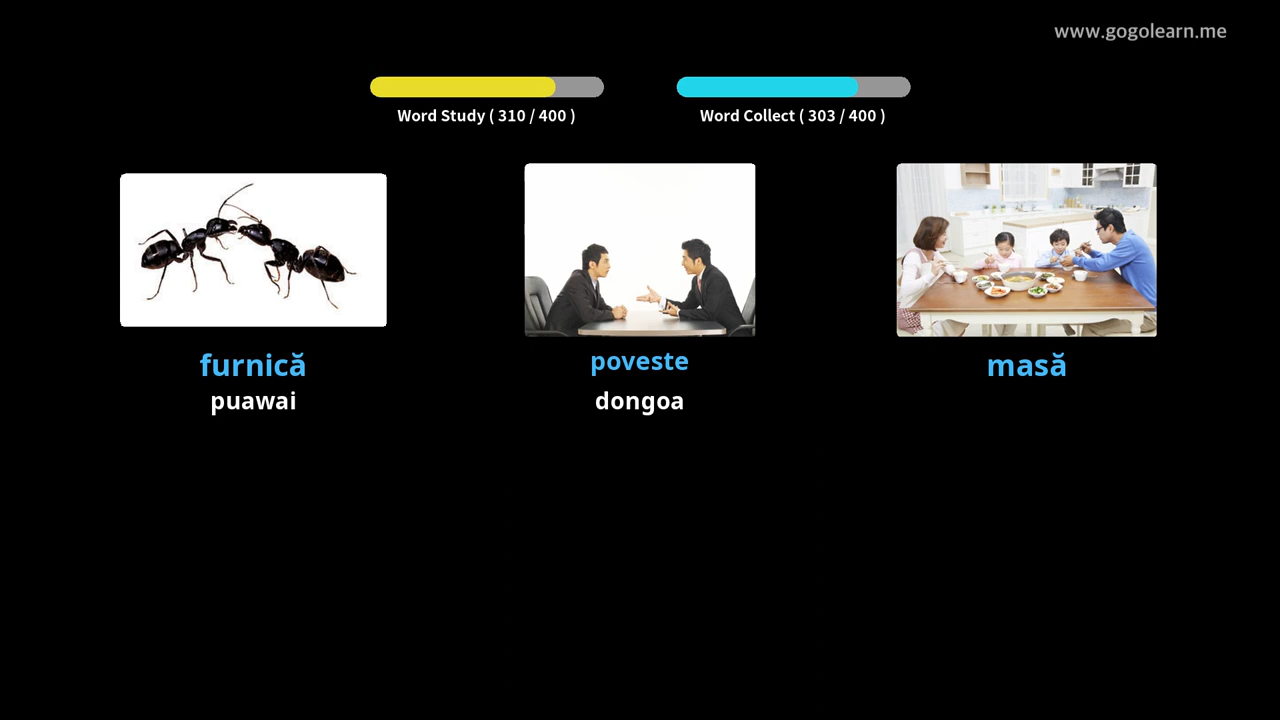 www.gogolearn.me
Word Study ( 310 / 400 )
Word Collect ( 303 / 400 )
furnică
puawai
poveste
dongoa
masă